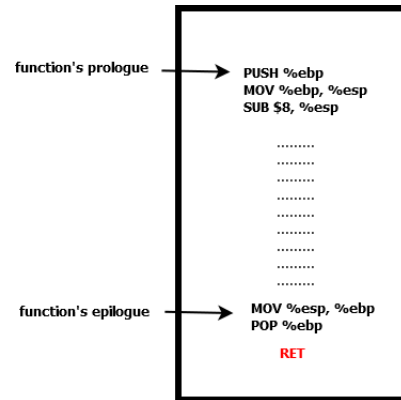 function's prologue
PUSH %ebp
MOV %ebp, %esp
SUB $8, %esp
.........
.........
.........
.........
.........
.........
.........
.........
.........
function's epilogue
MOV %esp, %ebp
POP %ebp
RET